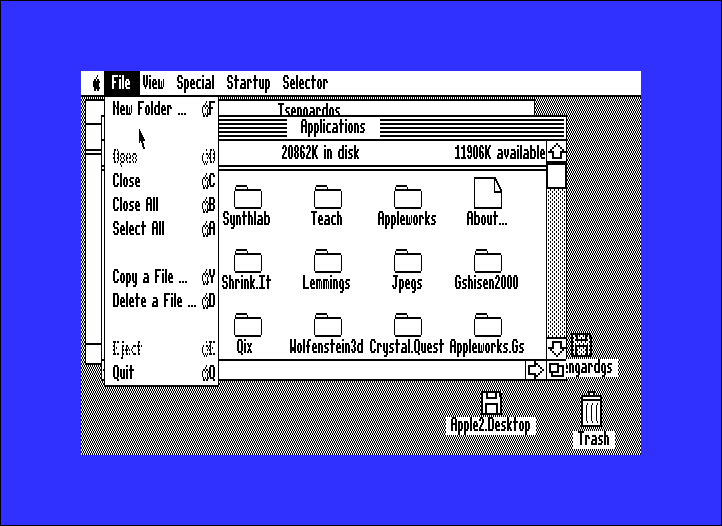 File View Special Startup Selector
New Folder ... F
Open O
Close C
Close All B
Select All A
Copy a File ... Y
Delete a File ... D
Eject E
Quit Q
Tsengardgs
Applications
20862K in disk 11906K available
Synthlab Teach Appleworks About...
Shrink.It Lemmings Jpegs Gshisen2000
Qix Wolfenstein3d Crystal.Quest Appleworks.Gs
engardgs
Apple2.Desktop
Trash